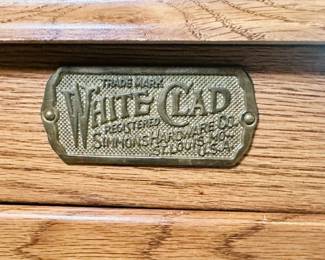 TRADE MARK
WHITE CLAD
REGISTERED
SIMMONS HARDWARE CO.
ST. LOUIS, MO.
U.S.A.